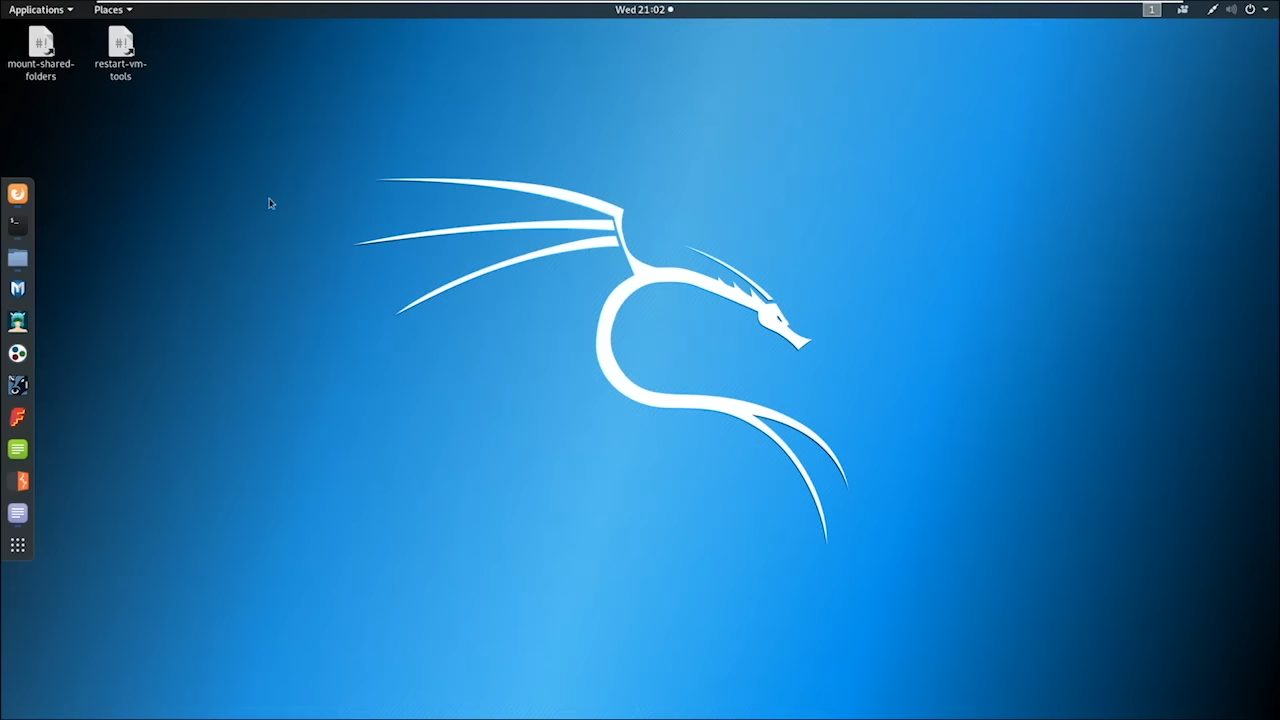 Applications
Places
Wed 21:02
1
#!
mount-shared-
folders
#!
restart-vm-
tools